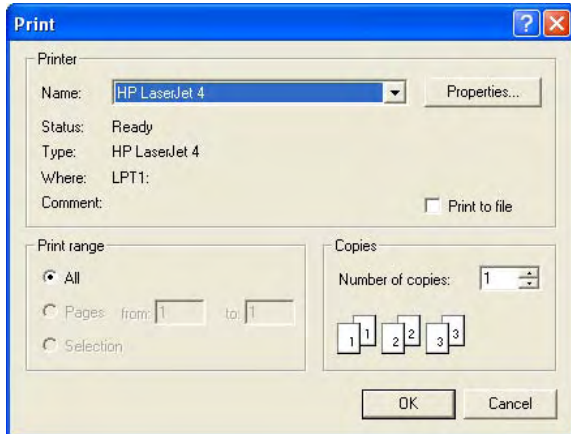 Print
Printer
Name: HP LaserJet 4 Properties...
Status: Ready
Type: HP LaserJet 4
Where: LPT1:
Comment:
Print to file
Print range
All
Pages from: 1 to: 1
Selection
Copies
Number of copies: 1
1 1 2 2 3 3
OK Cancel